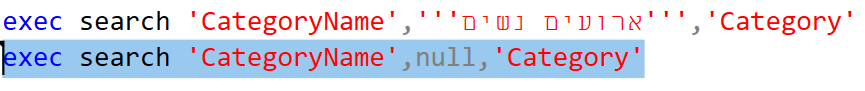 exec search 'CategoryName','''ארועים נשים''','Category'
exec search 'CategoryName',null,'Category'